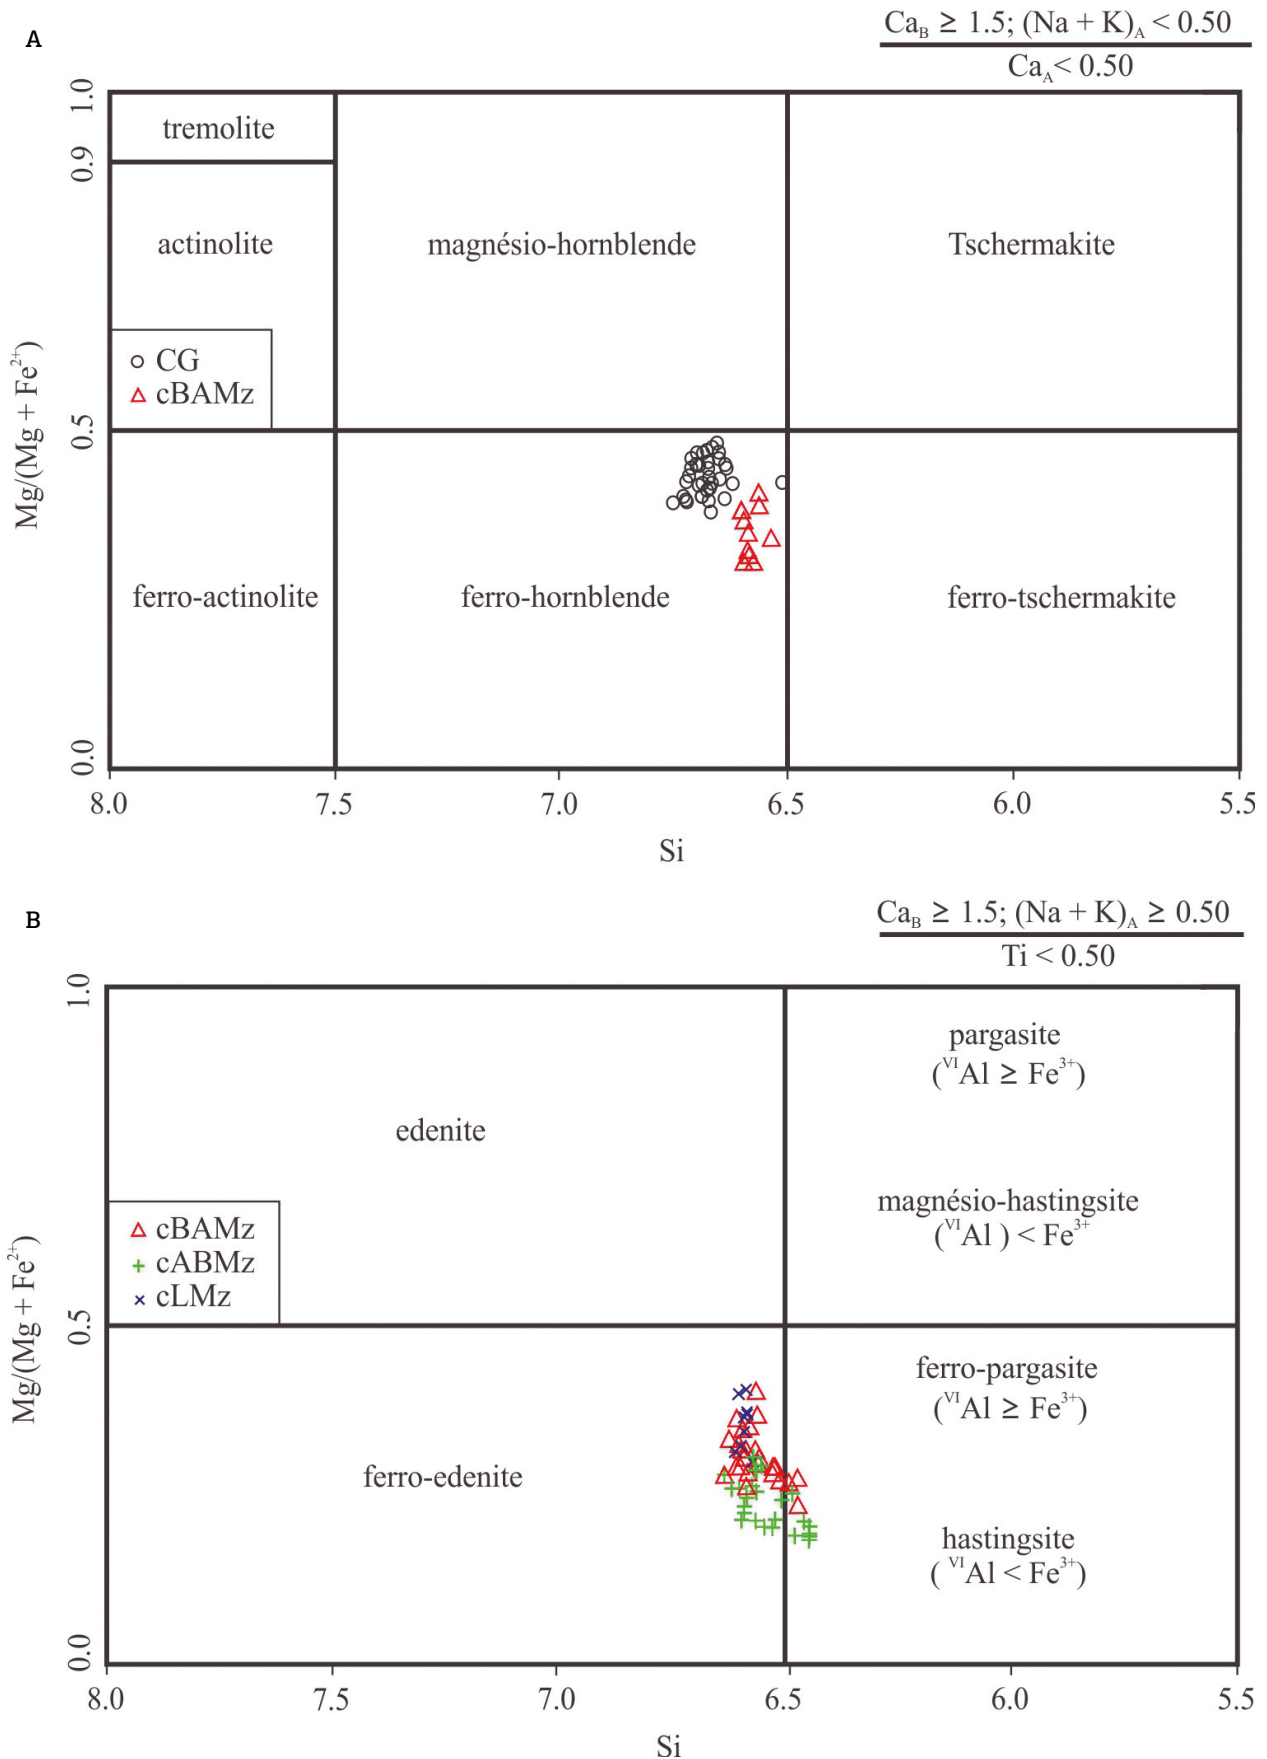 A
Ca_B ≥ 1.5; (Na + K)_A < 0.50
Ca_A < 0.50
1.0
tremolite
0.9
actinolite
magnésio-hornblende
Tschermakite
CG
cBAMz
Mg/(Mg + Fe²⁺)
0.5
ferro-actinolite
ferro-hornblende
ferro-tschermakite
0.0
8.0 7.5 7.0 6.5 6.0 5.5
Si
B
Ca_B ≥ 1.5; (Na + K)_A ≥ 0.50
Ti < 0.50
1.0
pargasite
(ⱽᴵAl ≥ Fe³⁺)
edenite
magnésio-hastingsite
(ⱽᴵAl ) < Fe³⁺
cBAMz
cABMz
cLMz
Mg/(Mg + Fe²⁺)
0.5
ferro-pargasite
(ⱽᴵAl ≥ Fe³⁺)
ferro-edenite
hastingsite
( ⱽᴵAl < Fe³⁺)
0.0
8.0 7.5 7.0 6.5 6.0 5.5
Si